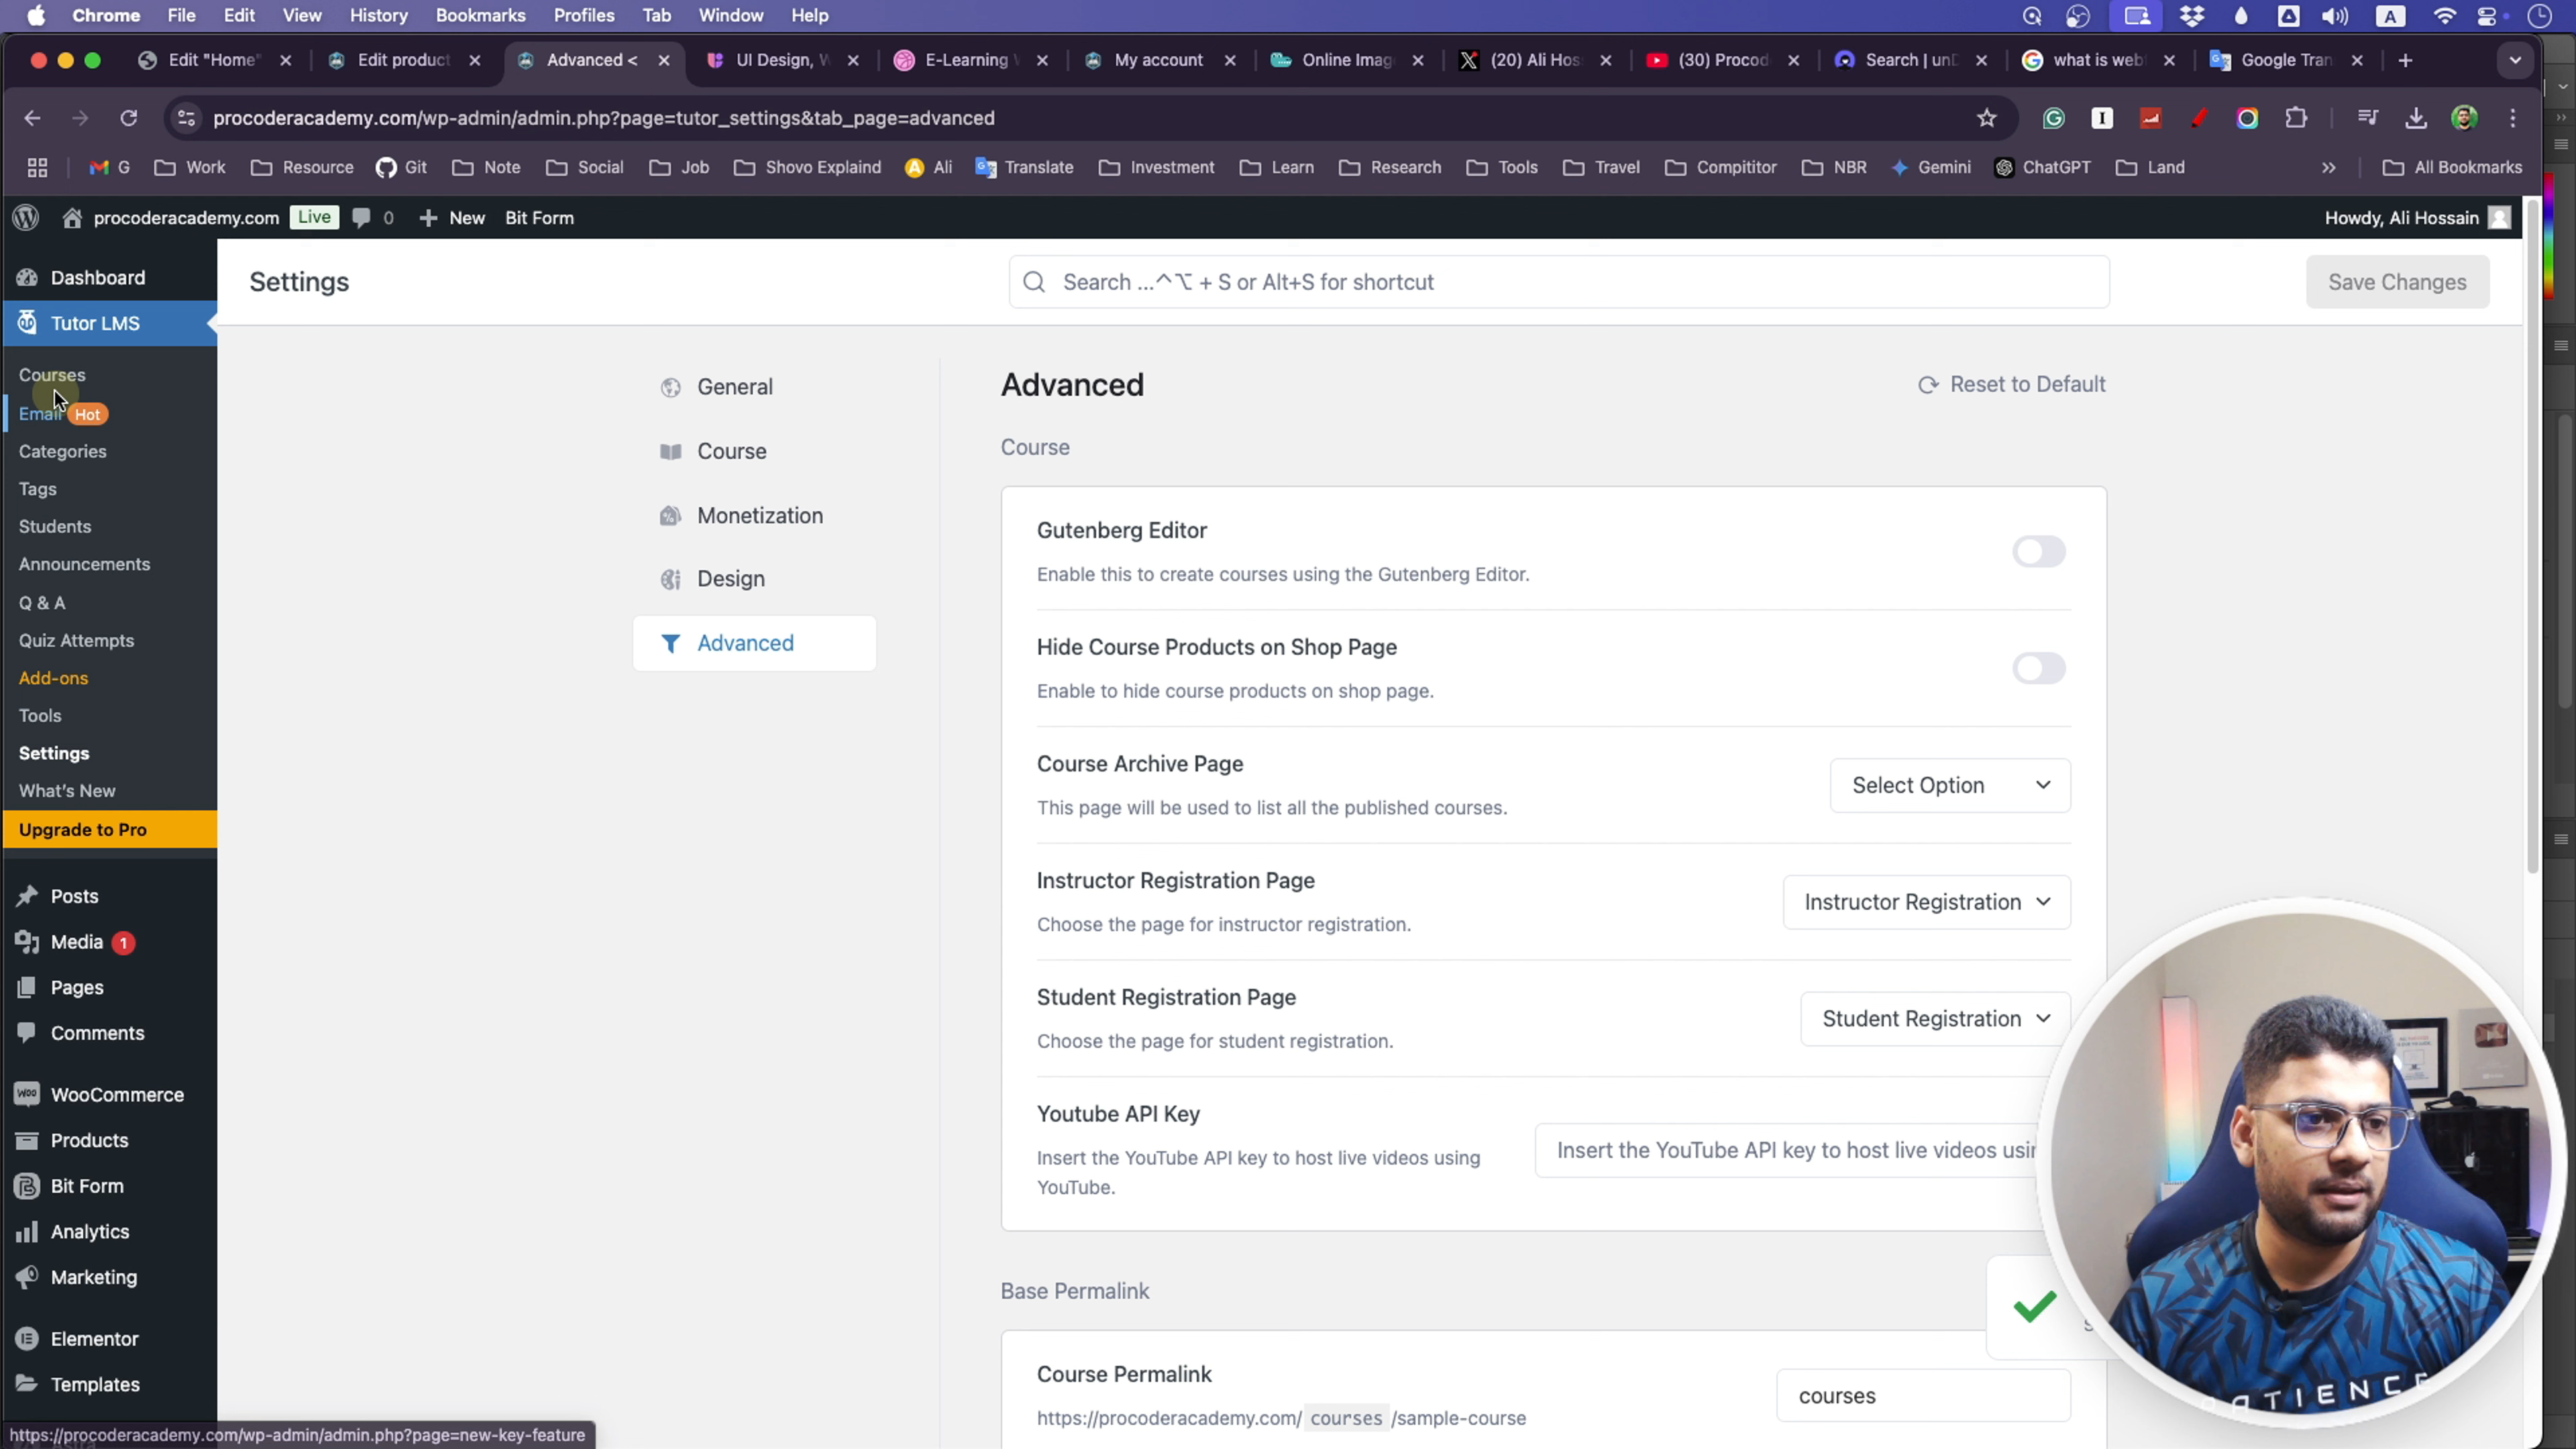 Chrome File Edit View History Bookmarks Profiles Tab Window Help
Edit "Home" Edit product Advanced < UI Design, W E-Learning My account Online Imag (20) Ali Hos (30) Procod Search | unD what is web Google Tran
procoderacademy.com/wp-admin/admin.php?page=tutor_settings&tab_page=advanced
G Work Resource Git Note Social Job Shovo Explaind Ali Translate Investment Learn Research Tools Travel Compititor NBR Gemini ChatGPT Land All Bookmarks
procoderacademy.com Live 0 New Bit Form Howdy, Ali Hossain
Dashboard
Tutor LMS
Courses
Email Hot
Categories
Tags
Students
Announcements
Q & A
Quiz Attempts
Add-ons
Tools
Settings
What's New
Upgrade to Pro
Posts
Media 1
Pages
Comments
WooCommerce
Products
Bit Form
Analytics
Marketing
Elementor
Templates
https://procoderacademy.com/wp-admin/admin.php?page=new-key-feature
Settings
Search ...^⌥ + S or Alt+S for shortcut
Save Changes
General
Course
Monetization
Design
Advanced
Advanced
Reset to Default
Course
Gutenberg Editor
Enable this to create courses using the Gutenberg Editor.
Hide Course Products on Shop Page
Enable to hide course products on shop page.
Course Archive Page
Select Option
This page will be used to list all the published courses.
Instructor Registration Page
Instructor Registration
Choose the page for instructor registration.
Student Registration Page
Student Registration
Choose the page for student registration.
Youtube API Key
Insert the YouTube API key to host live videos usin
Insert the YouTube API key to host live videos using
YouTube.
Base Permalink
Course Permalink
courses
https://procoderacademy.com/ courses /sample-course
PATIENCE